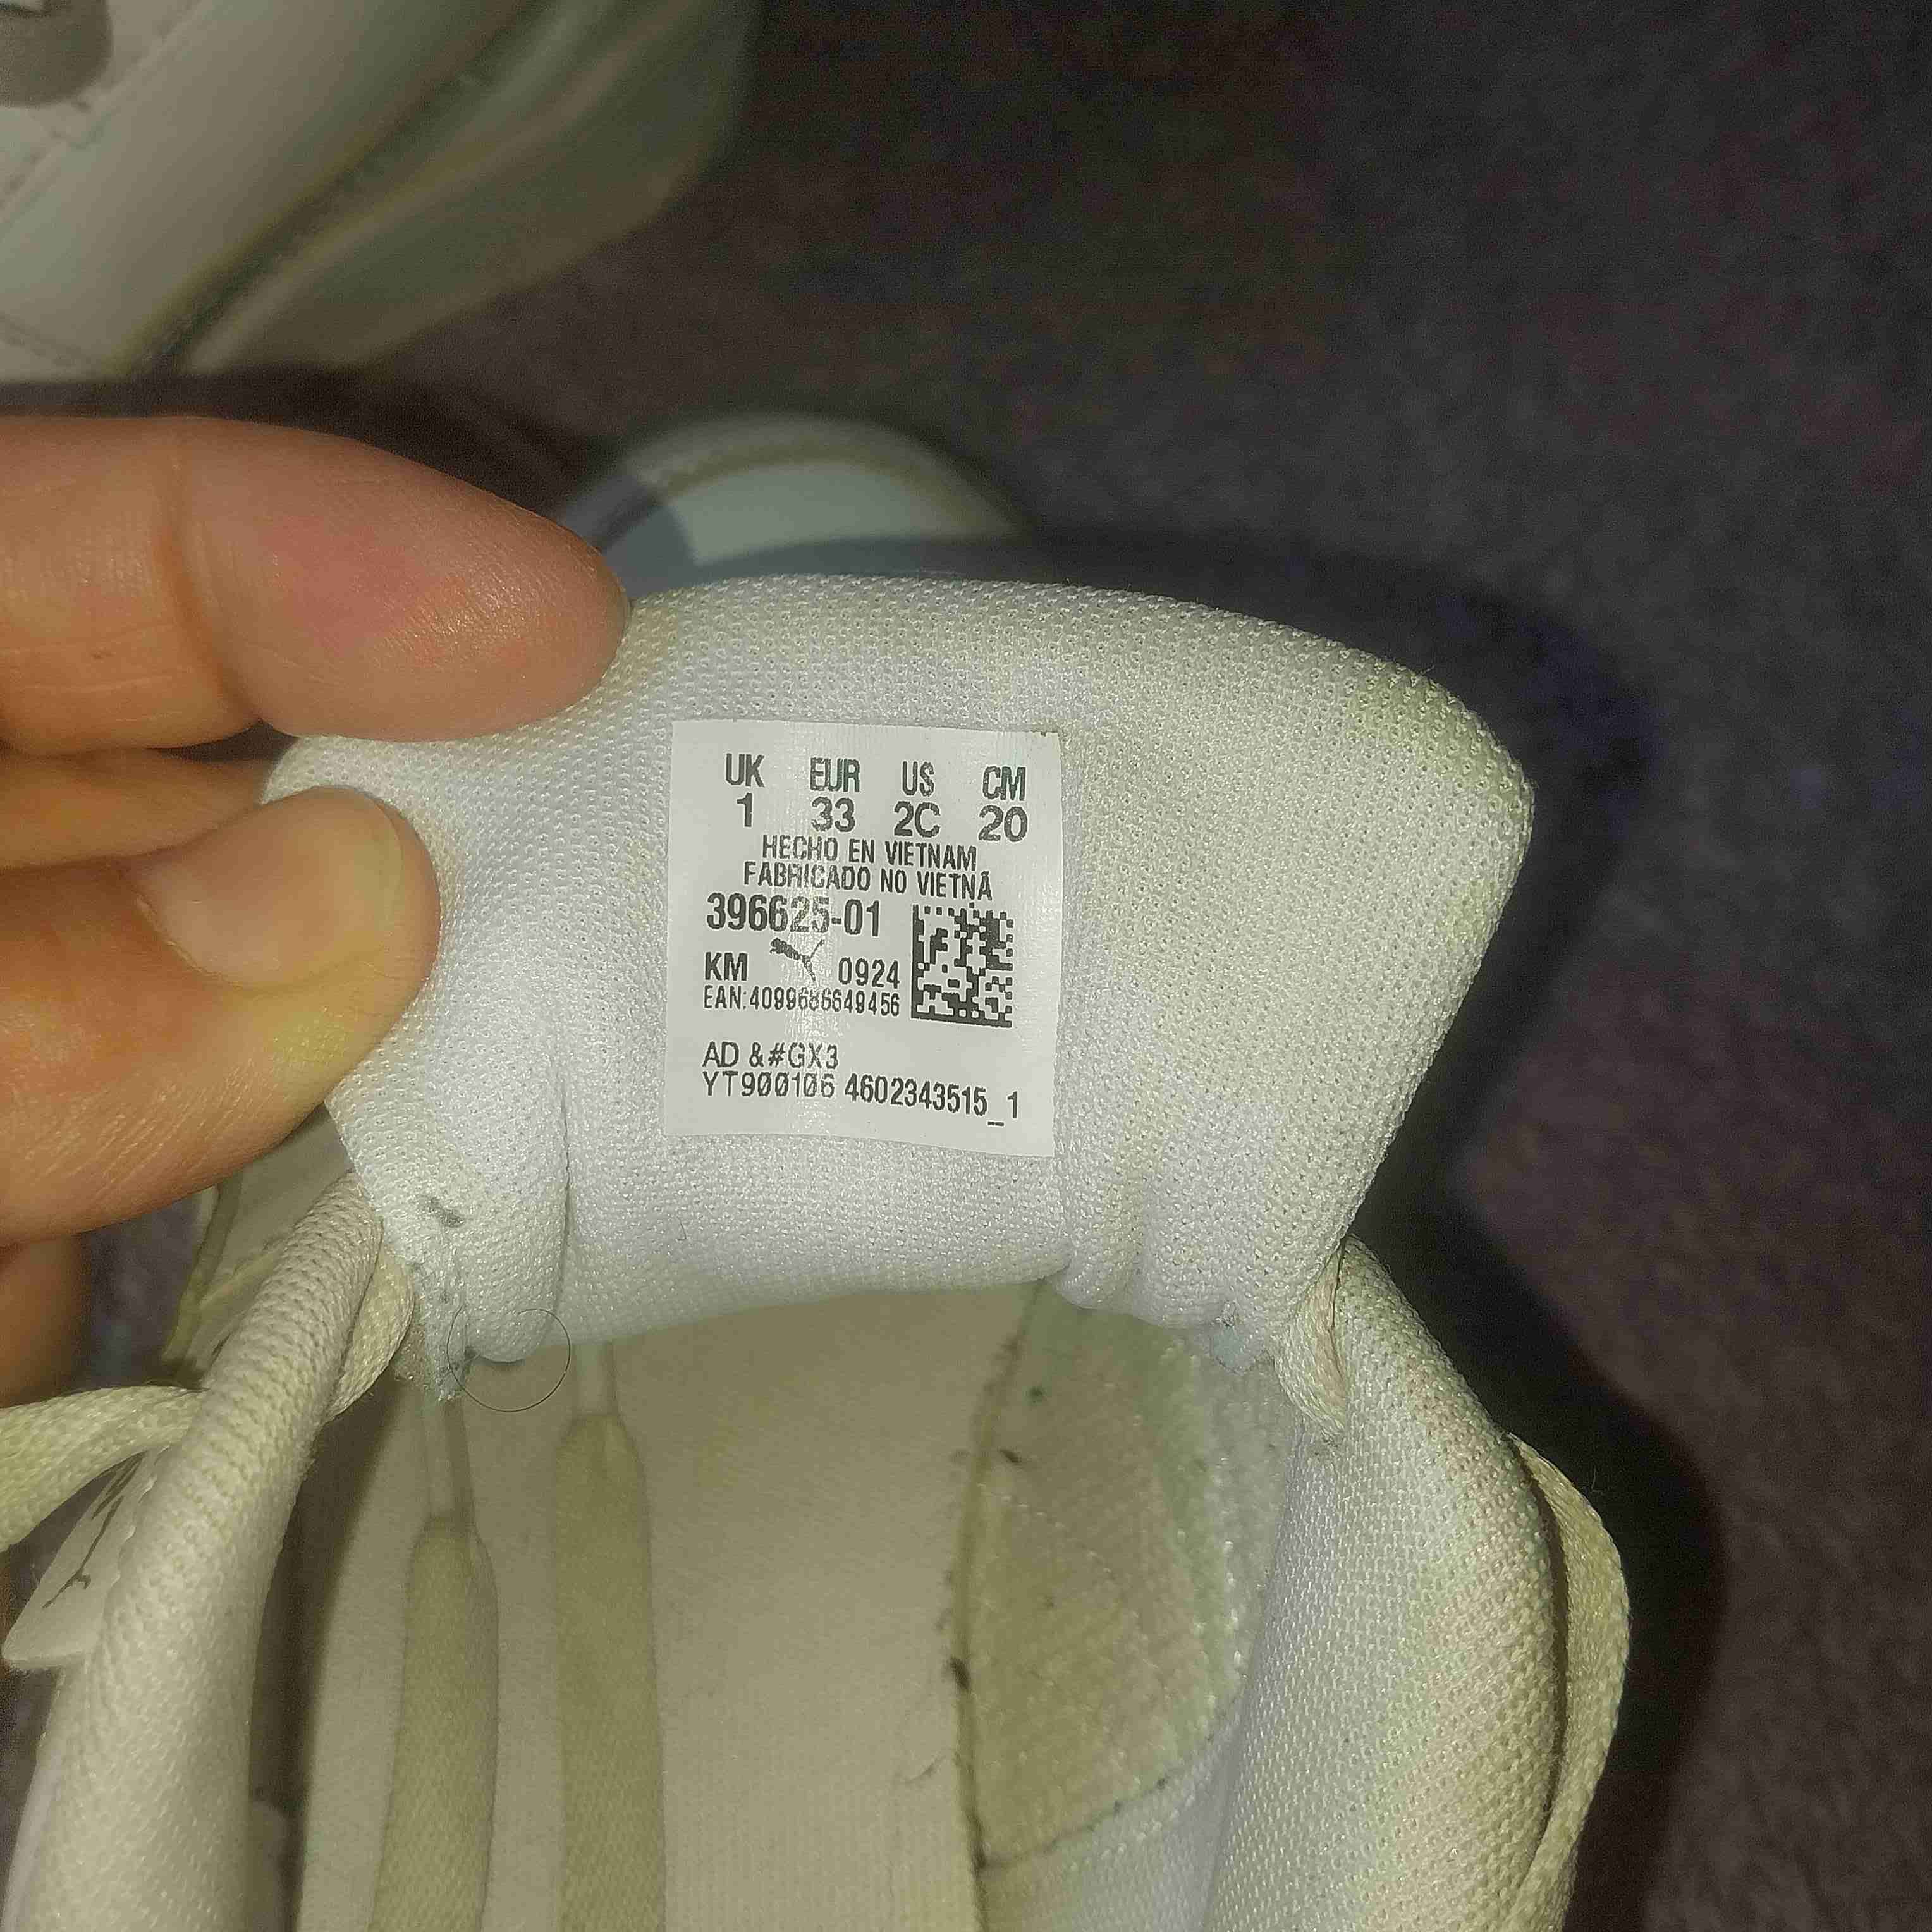 UK EUR US CM
1 33 2C 20
HECHO EN VIETNAM
FABRICADO NO VIETNÃ
396625-01
KM 0924
EAN:4099686649456
AD &#GX3
YT900106 4602343515_1